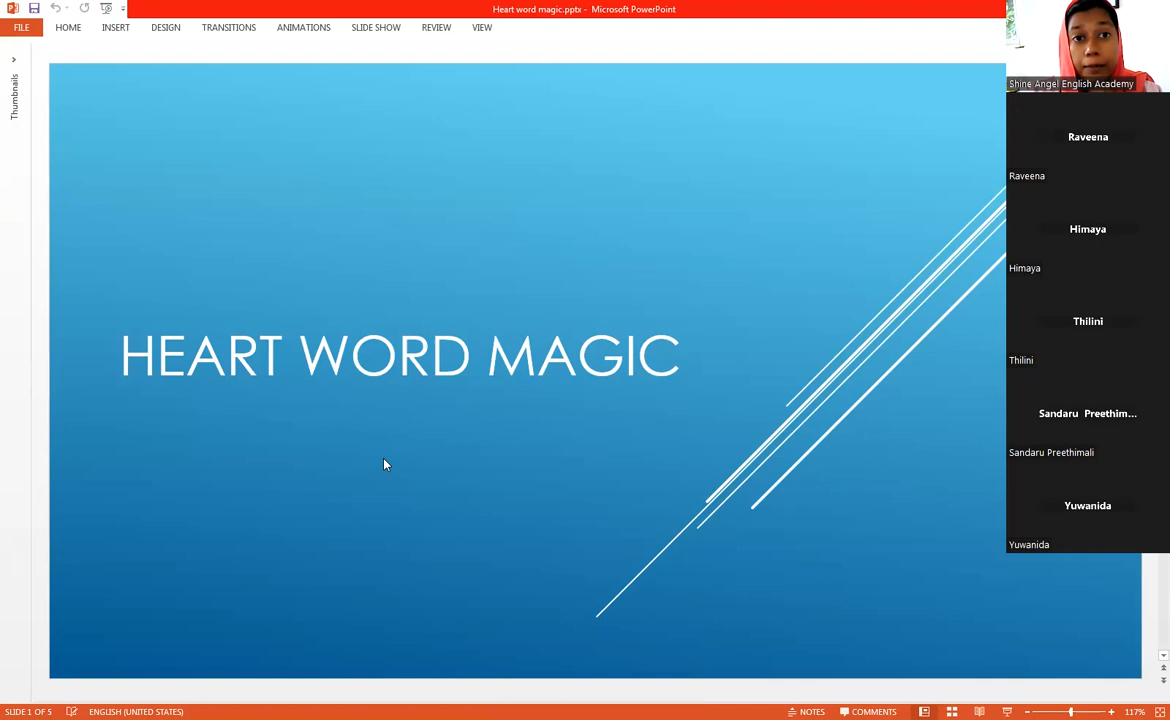 Heart word magic.pptx - Microsoft PowerPoint
FILE HOME INSERT DESIGN TRANSITIONS ANIMATIONS SLIDE SHOW REVIEW VIEW
Thumbnails
HEART WORD MAGIC
Shine Angel English Academy
Raveena
Raveena
Himaya
Himaya
Thilini
Thilini
Sandaru Preethim...
Sandaru Preethimali
Yuwanida
Yuwanida
SLIDE 1 OF 5 ENGLISH (UNITED STATES) NOTES COMMENTS 117%